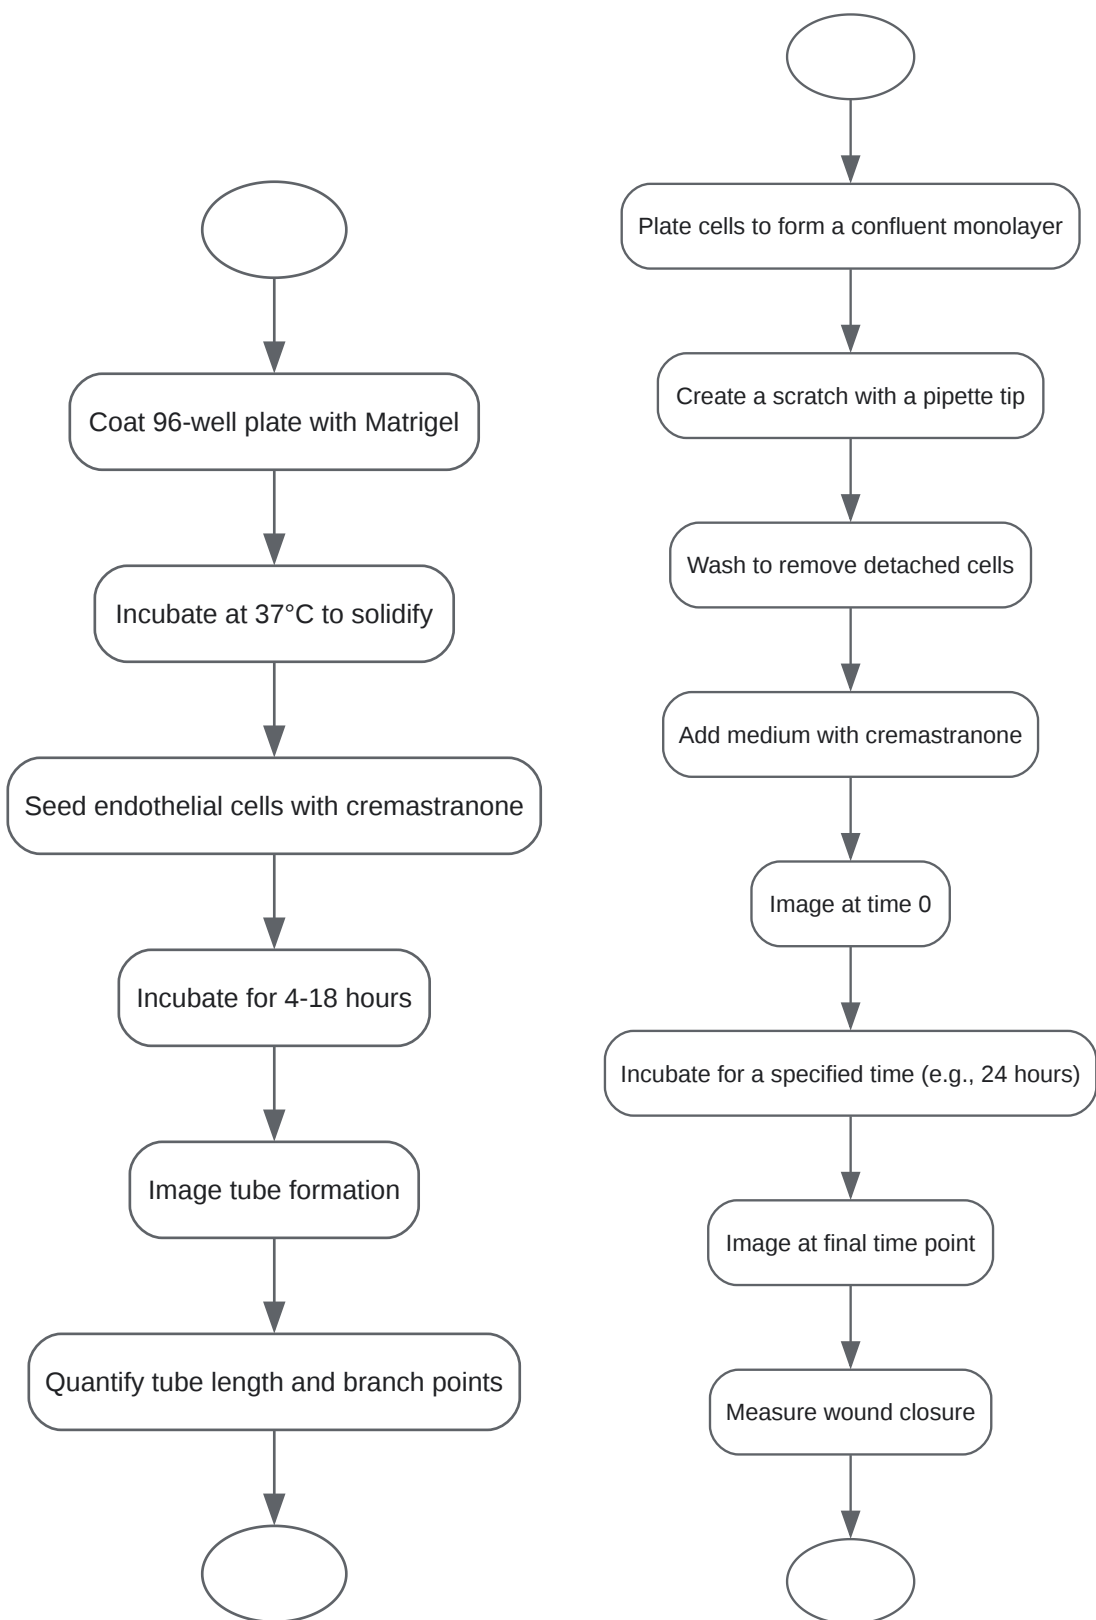 Coat 96-well plate with Matrigel
Incubate at 37°C to solidify
Seed endothelial cells with cremastranone
Incubate for 4-18 hours
Image tube formation
Quantify tube length and branch points
Plate cells to form a confluent monolayer
Create a scratch with a pipette tip
Wash to remove detached cells
Add medium with cremastranone
Image at time 0
Incubate for a specified time (e.g., 24 hours)
Image at final time point
Measure wound closure